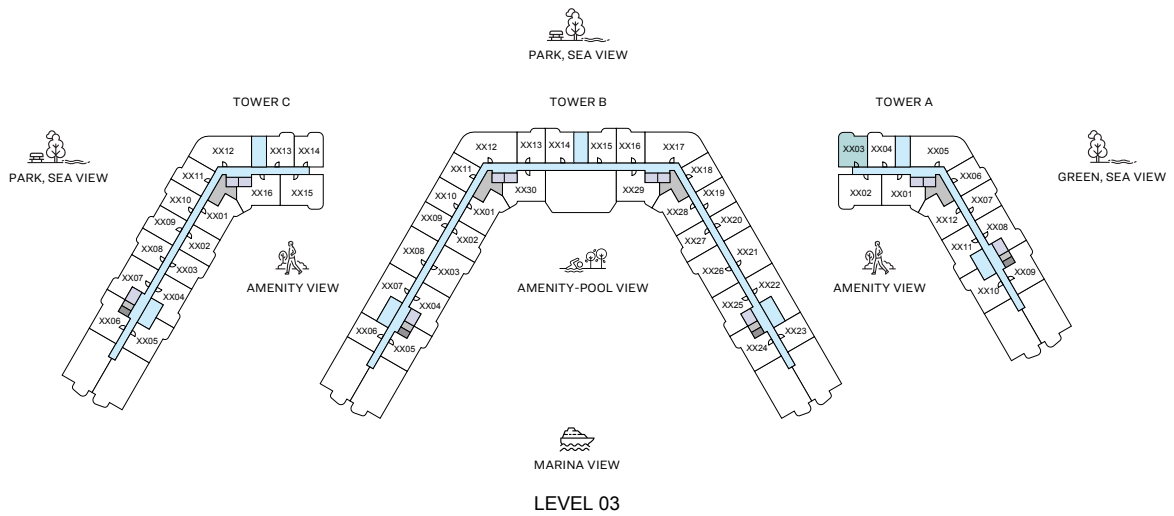 PARK, SEA VIEW
TOWER C
TOWER B
TOWER A
PARK, SEA VIEW
GREEN, SEA VIEW
XX12
XX13
XX14
XX11
XX10
XX09
XX08
XX07
XX06
XX01
XX16
XX15
XX02
XX03
XX04
XX05
XX12
XX13
XX14
XX15
XX16
XX17
XX11
XX10
XX09
XX08
XX07
XX06
XX30
XX01
XX02
XX03
XX04
XX05
XX29
XX28
XX27
XX26
XX25
XX24
XX18
XX19
XX20
XX21
XX22
XX23
XX03
XX04
XX05
XX02
XX01
XX06
XX07
XX08
XX09
XX12
XX11
XX10
AMENITY VIEW
AMENITY-POOL VIEW
AMENITY VIEW
MARINA VIEW
LEVEL 03